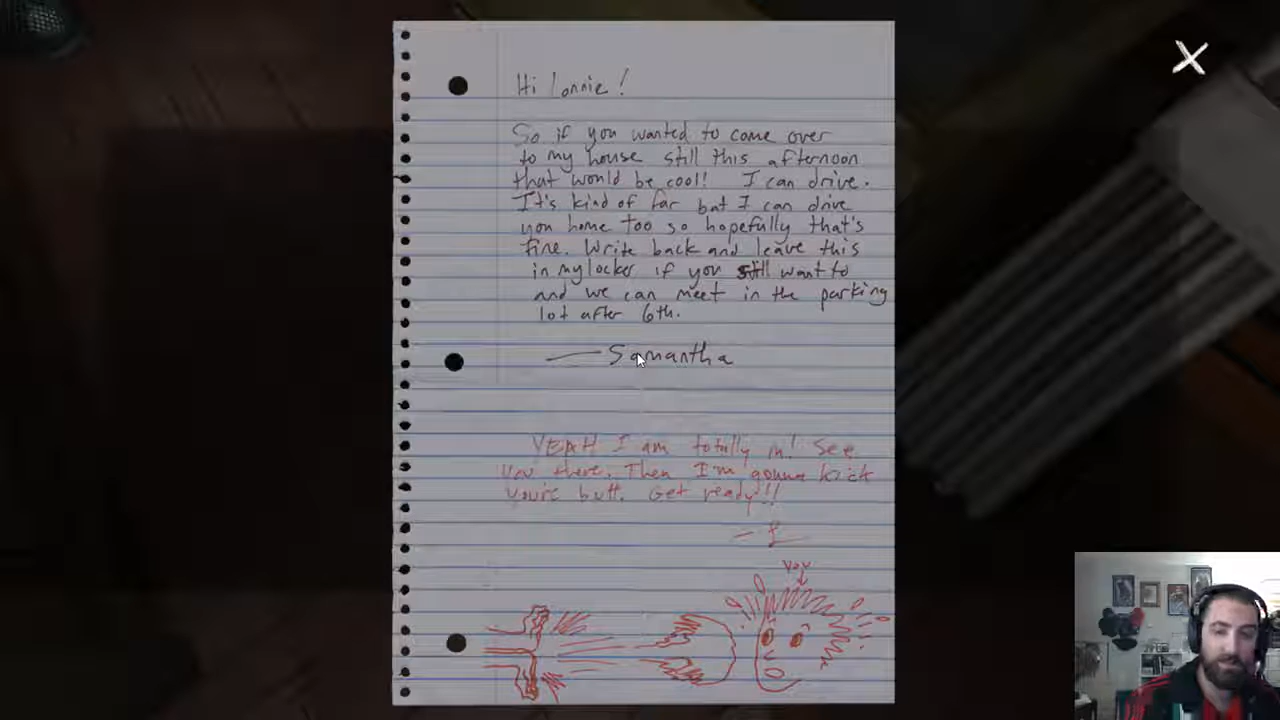 Hi Lonnie!
So if you wanted to come over
to my house still this afternoon
that would be cool! I can drive.
It's kind of far but I can drive
you home too so hopefully that's
fine. Write back and leave this
in my locker if you still want to
and we can meet in the parking
lot after 6th.
— Samantha
YEAH! I am totally in! See
you there. Then I'm gonna kick
your butt. Get ready!!
- L
YOU